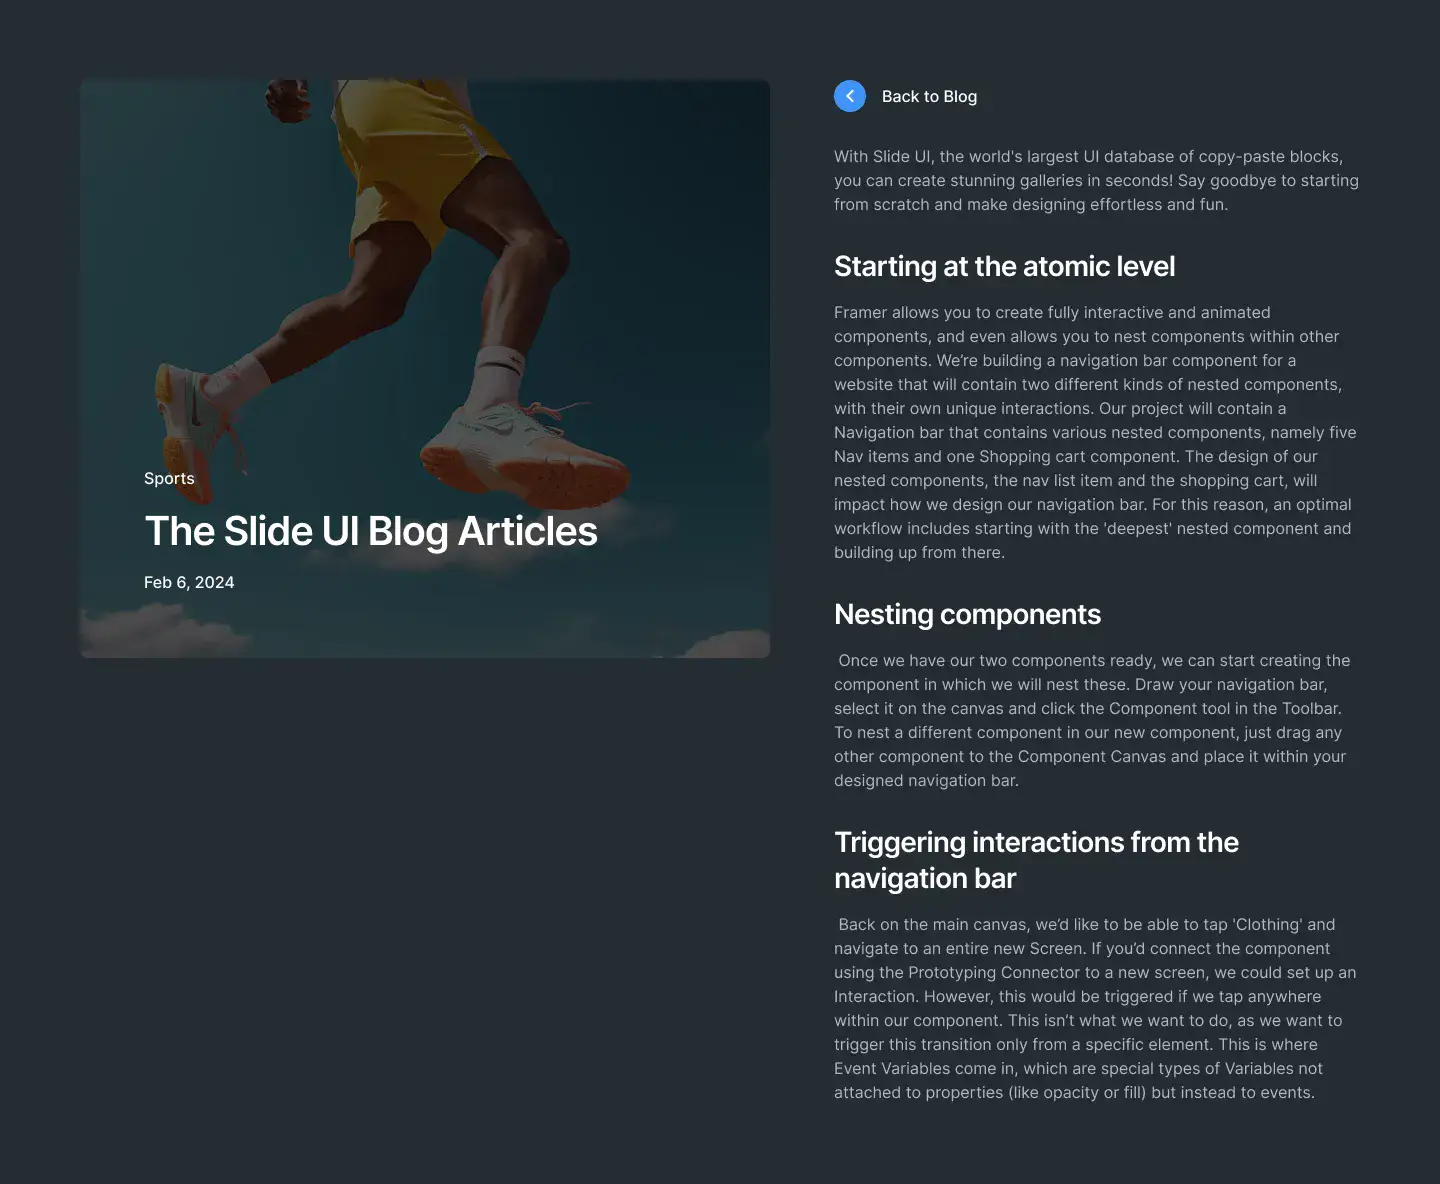 Sports
The Slide UI Blog Articles
Feb 6, 2024
Back to Blog
With Slide UI, the world's largest UI database of copy-paste blocks,
you can create stunning galleries in seconds! Say goodbye to starting
from scratch and make designing effortless and fun.
Starting at the atomic level
Framer allows you to create fully interactive and animated
components, and even allows you to nest components within other
components. We’re building a navigation bar component for a
website that will contain two different kinds of nested components,
with their own unique interactions. Our project will contain a
Navigation bar that contains various nested components, namely five
Nav items and one Shopping cart component. The design of our
nested components, the nav list item and the shopping cart, will
impact how we design our navigation bar. For this reason, an optimal
workflow includes starting with the 'deepest' nested component and
building up from there.
Nesting components
Once we have our two components ready, we can start creating the
component in which we will nest these. Draw your navigation bar,
select it on the canvas and click the Component tool in the Toolbar.
To nest a different component in our new component, just drag any
other component to the Component Canvas and place it within your
designed navigation bar.
Triggering interactions from the
navigation bar
Back on the main canvas, we’d like to be able to tap 'Clothing' and
navigate to an entire new Screen. If you’d connect the component
using the Prototyping Connector to a new screen, we could set up an
Interaction. However, this would be triggered if we tap anywhere
within our component. This isn’t what we want to do, as we want to
trigger this transition only from a specific element. This is where
Event Variables come in, which are special types of Variables not
attached to properties (like opacity or fill) but instead to events.